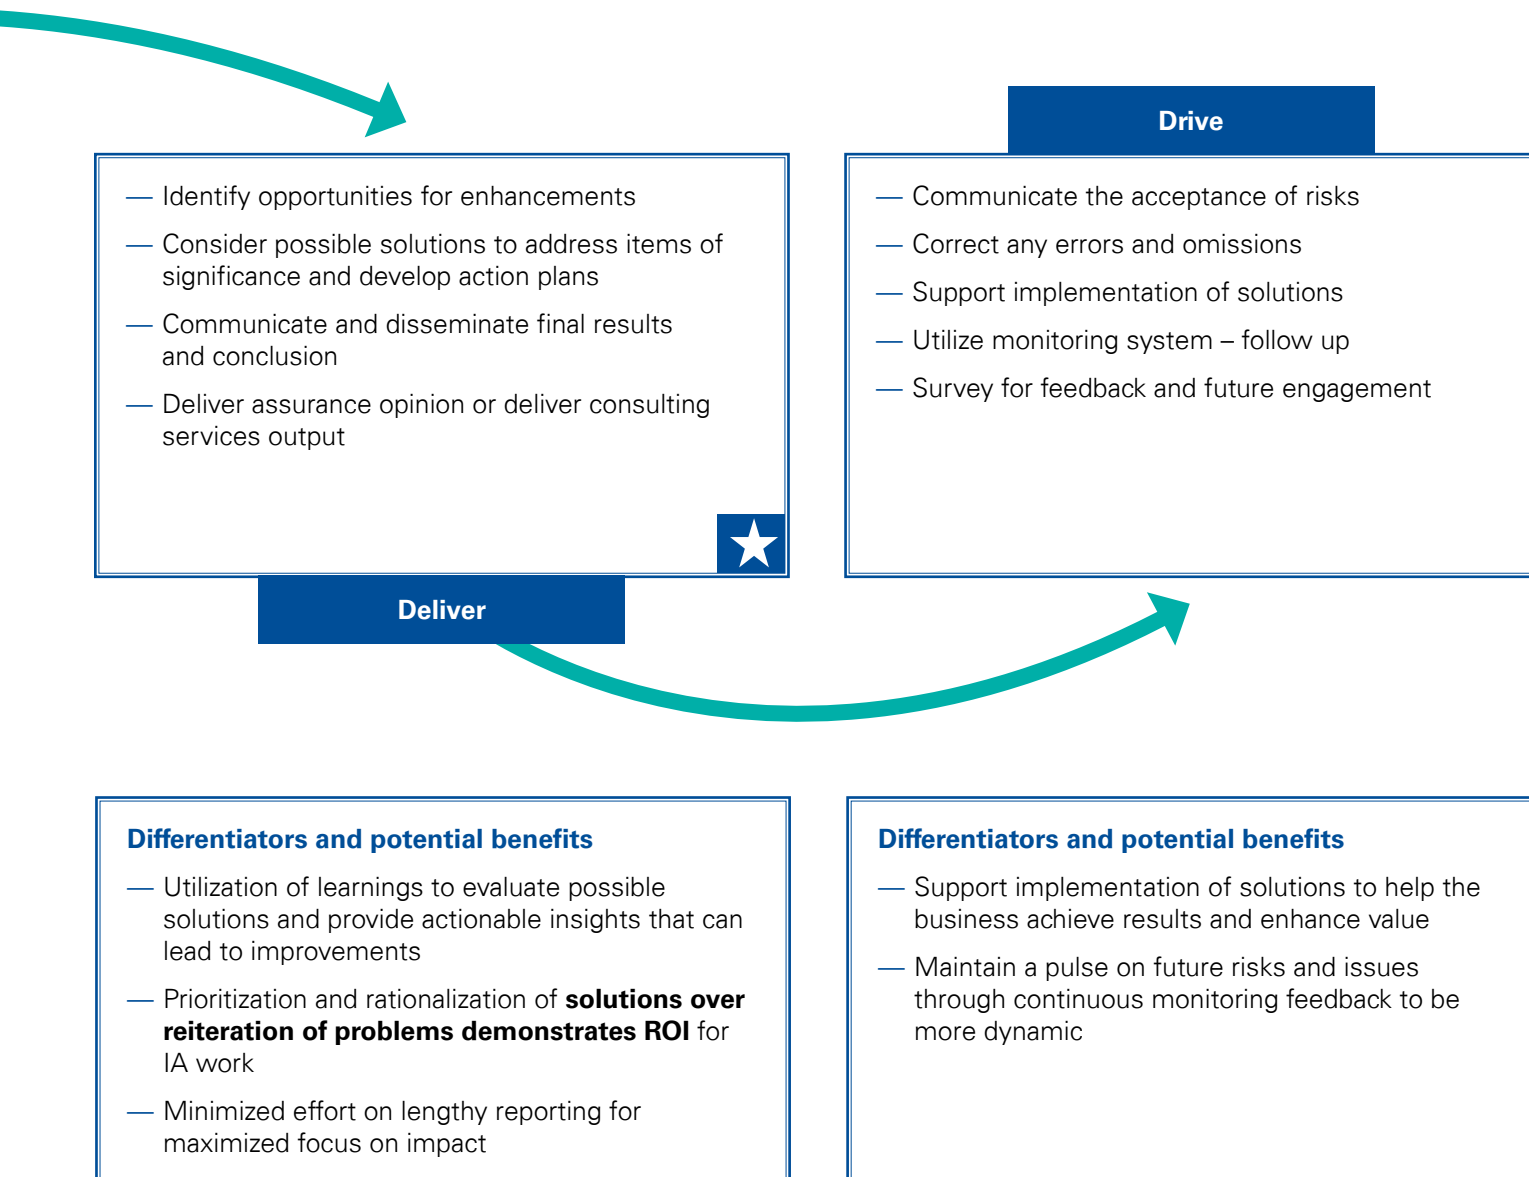 — Identify opportunities for enhancements
— Consider possible solutions to address items of
significance and develop action plans
— Communicate and disseminate final results
and conclusion
— Deliver assurance opinion or deliver consulting
services output
Deliver
Drive
— Communicate the acceptance of risks
— Correct any errors and omissions
— Support implementation of solutions
— Utilize monitoring system – follow up
— Survey for feedback and future engagement
Differentiators and potential benefits
— Utilization of learnings to evaluate possible
solutions and provide actionable insights that can
lead to improvements
— Prioritization and rationalization of solutions over
reiteration of problems demonstrates ROI for
IA work
— Minimized effort on lengthy reporting for
maximized focus on impact
Differentiators and potential benefits
— Support implementation of solutions to help the
business achieve results and enhance value
— Maintain a pulse on future risks and issues
through continuous monitoring feedback to be
more dynamic